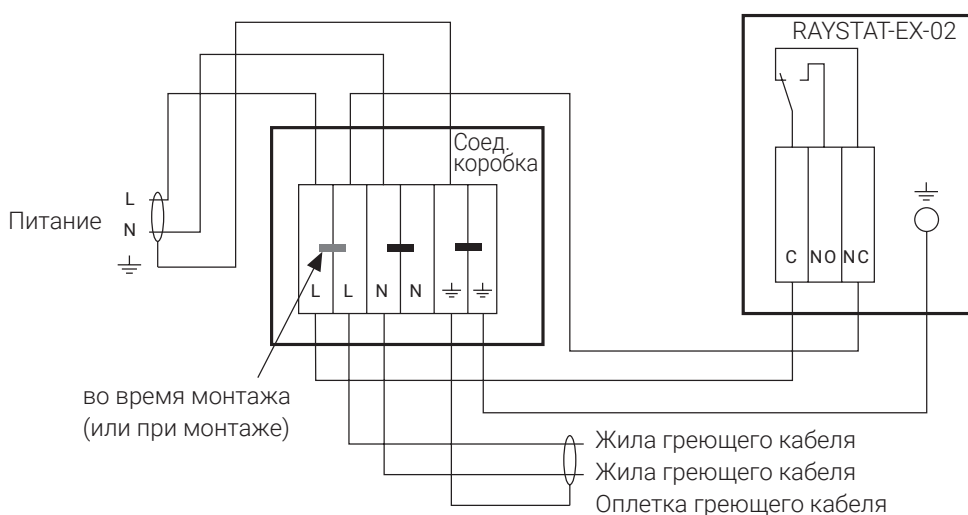 RAYSTAT-EX-02
Соед.
коробка
L
Питание
N
C NO NC
L L N N
во время монтажа
(или при монтаже)
Жила греющего кабеля
Жила греющего кабеля
Оплетка греющего кабеля